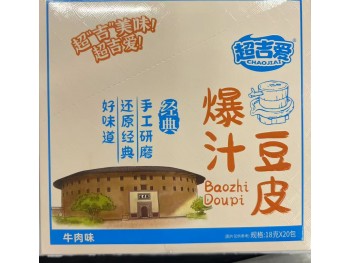 超“吉”美味！
超吉爱！
超吉爱
CHAOJIAI
经典
手工研磨
还原经典
好味道
爆汁
豆皮
Baozhi
Doupi
牛肉味
规格:18克X20包